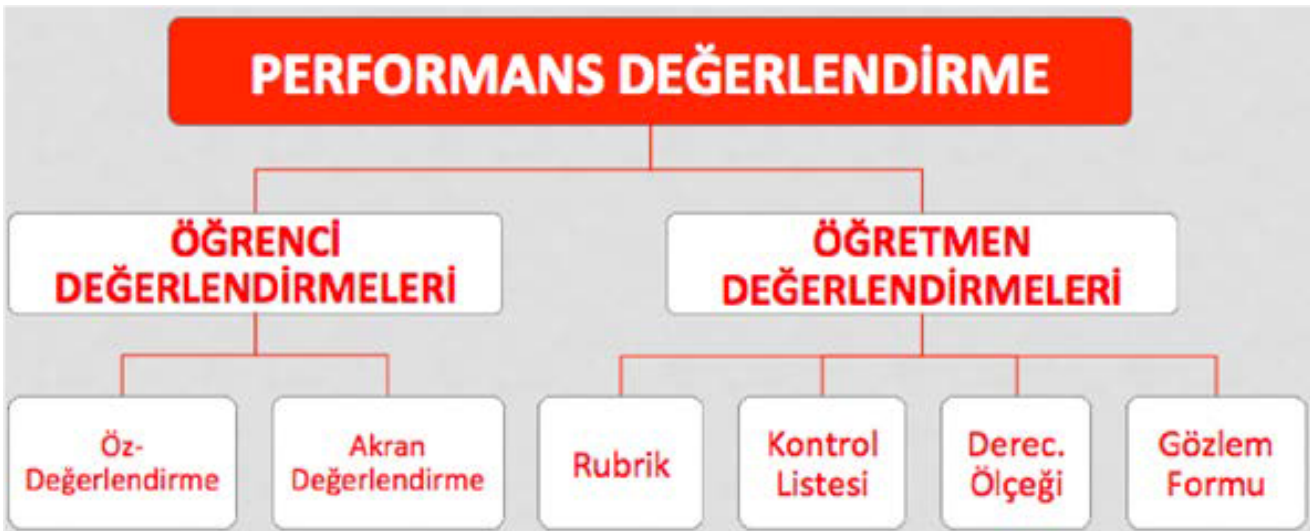 PERFORMANS DEĞERLENDİRME
ÖĞRENCİ
DEĞERLENDİRMELERİ
ÖĞRETMEN
DEĞERLENDİRMELERİ
Öz-
Değerlendirme
Akran
Değerlendirme
Rubrik
Kontrol
Listesi
Derec.
Ölçeği
Gözlem
Formu